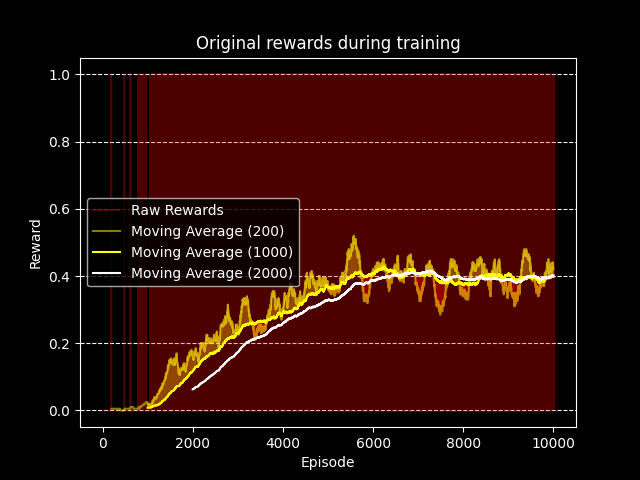 Original rewards during training
1.0
0.8
0.6
0.4
0.2
0.0
Reward
Raw Rewards
Moving Average (200)
Moving Average (1000)
Moving Average (2000)
0 2000 4000 6000 8000 10000
Episode